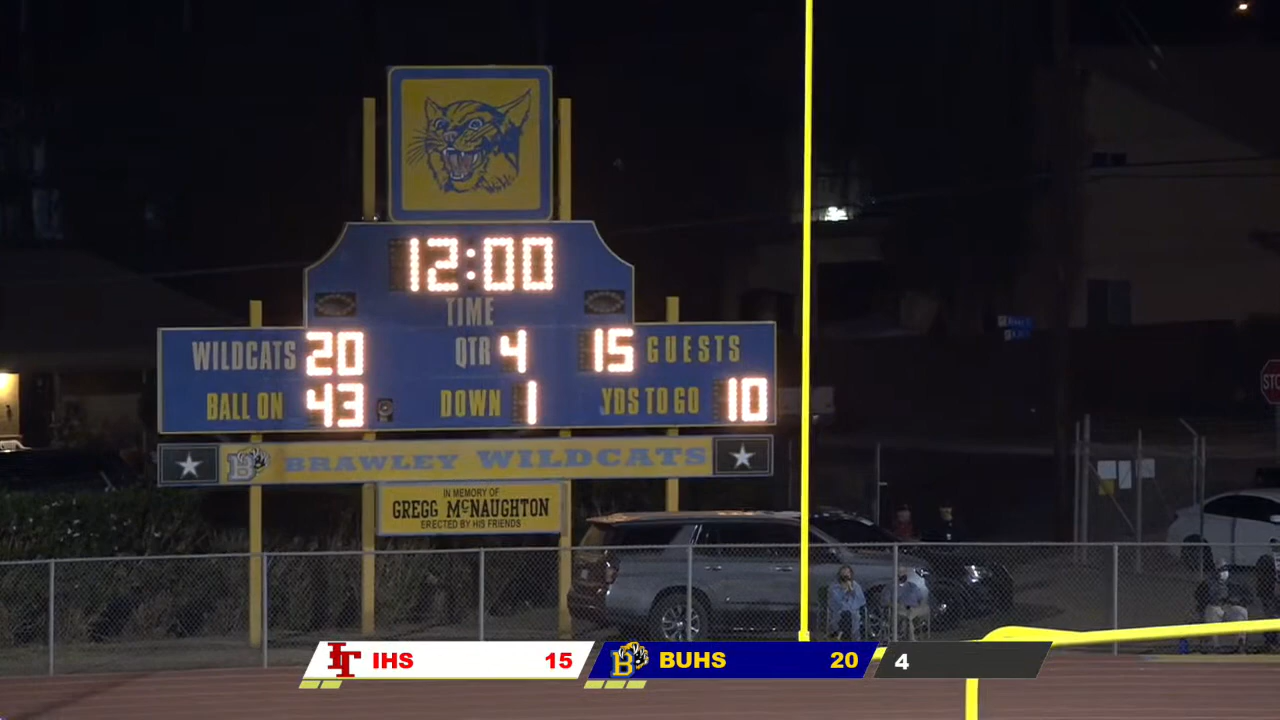 12:00
TIME
WILDCATS 20 QTR 4 15 GUESTS
BALL ON 43 DOWN 1 YDS TO GO 10
B BRAWLEY WILDCATS
IN MEMORY OF
GREGG McNAUGHTON
ERECTED BY HIS FRIENDS
IH IHS 15 B BUHS 20 4